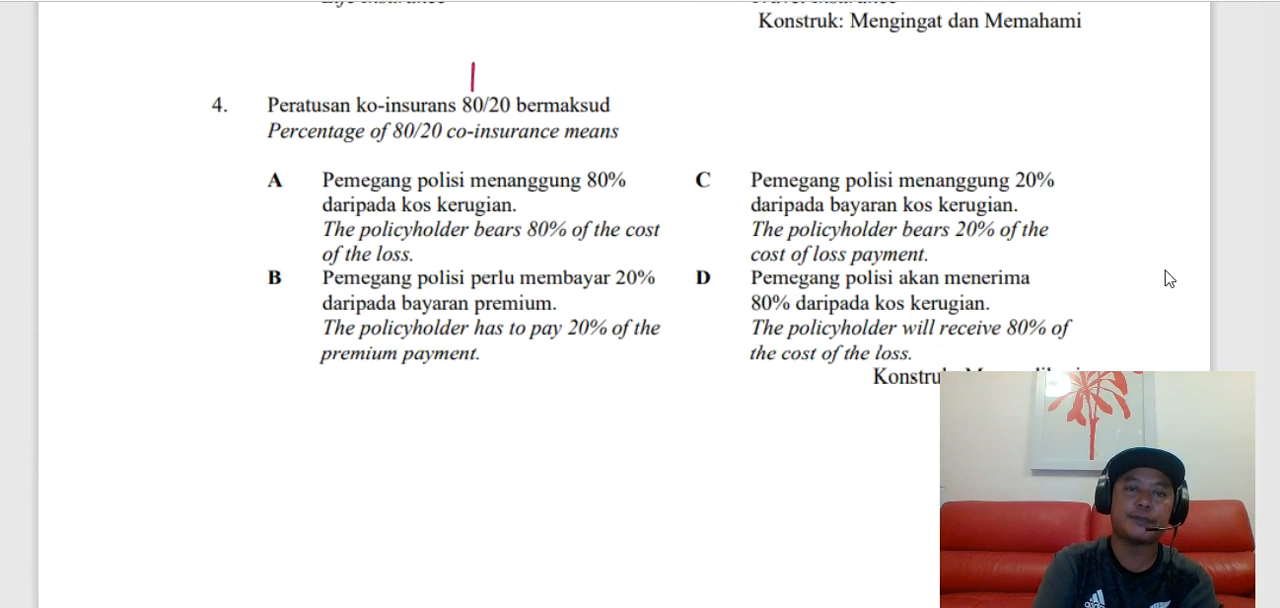 Konstruk: Mengingat dan Memahami
4. Peratusan ko-insurans 80/20 bermaksud
Percentage of 80/20 co-insurance means
A Pemegang polisi menanggung 80%
daripada kos kerugian.
The policyholder bears 80% of the cost
of the loss.
B Pemegang polisi perlu membayar 20%
daripada bayaran premium.
The policyholder has to pay 20% of the
premium payment.
C Pemegang polisi menanggung 20%
daripada bayaran kos kerugian.
The policyholder bears 20% of the
cost of loss payment.
D Pemegang polisi akan menerima
80% daripada kos kerugian.
The policyholder will receive 80% of
the cost of the loss.
adidas